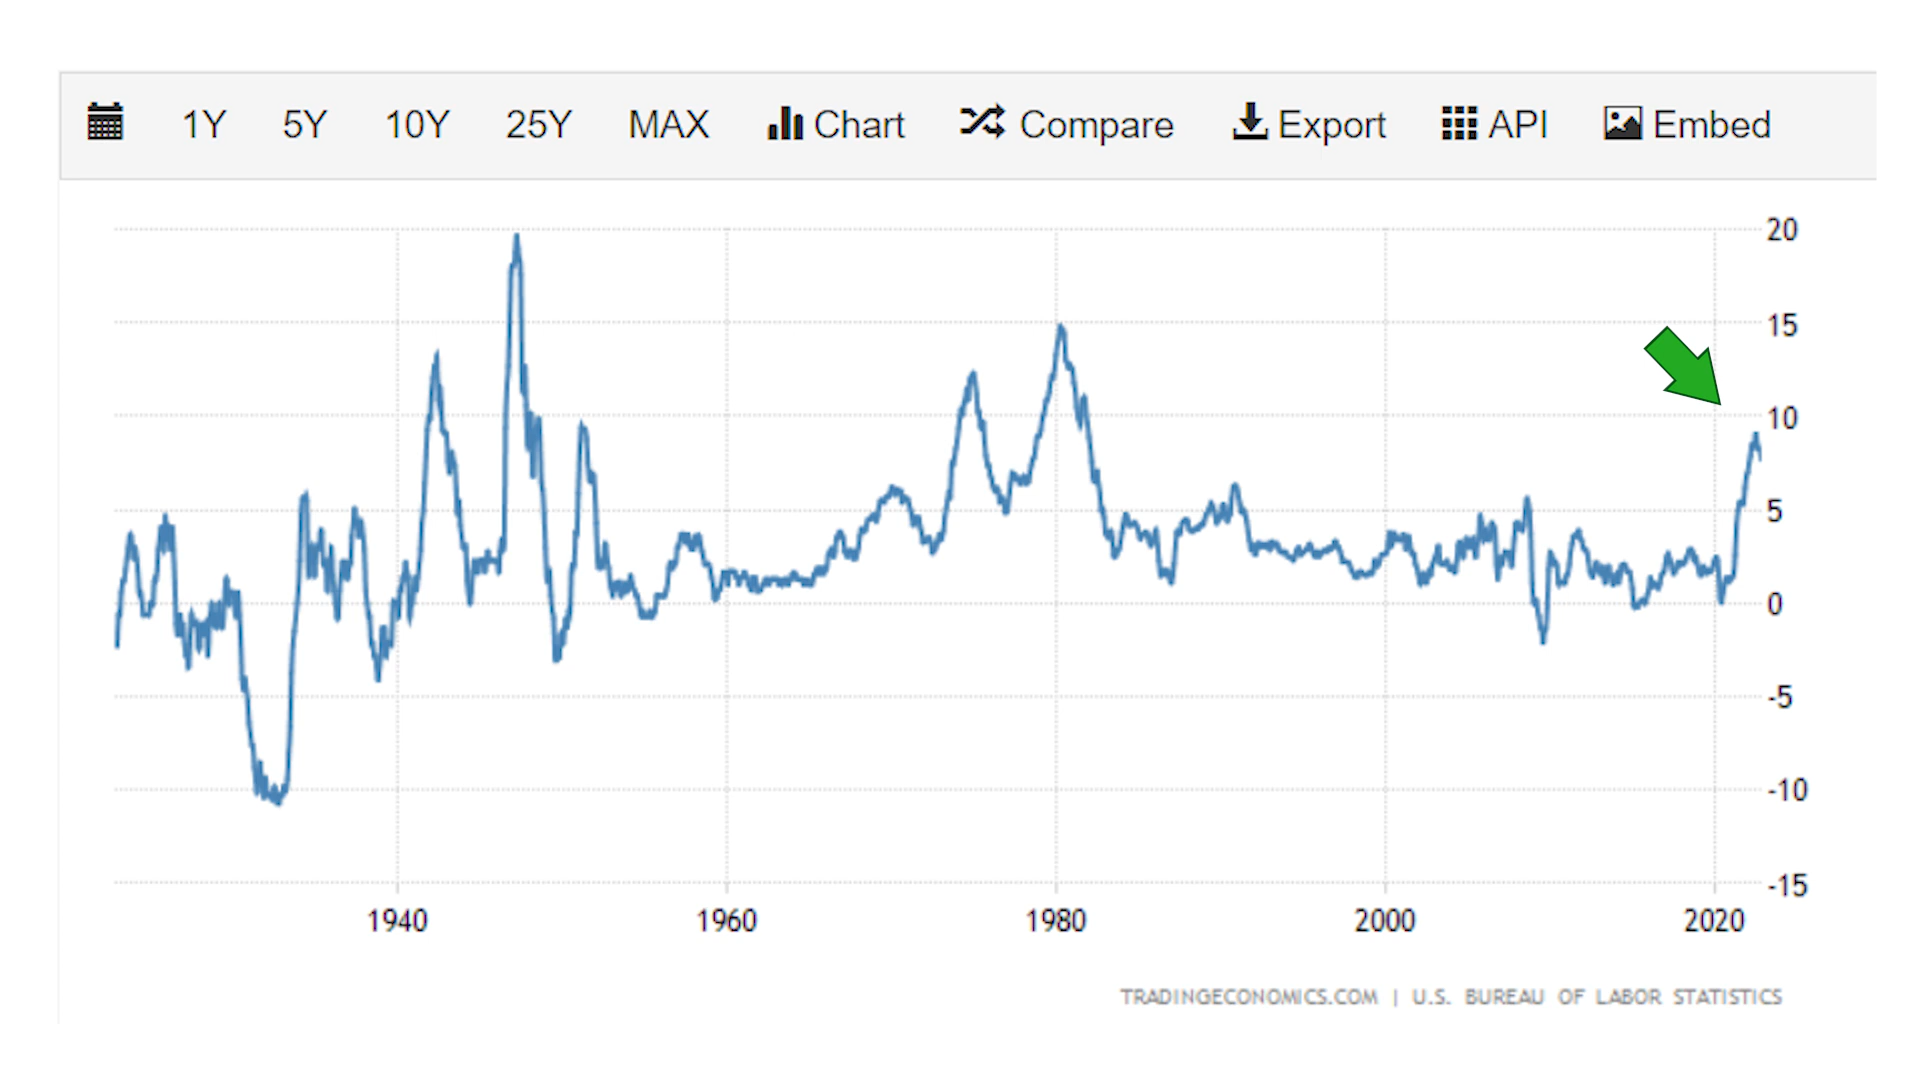 1Y 5Y 10Y 25Y MAX Chart Compare Export API Embed
20
15
10
5
0
-5
-10
-15
1940 1960 1980 2000 2020
TRADINGECONOMICS.COM | U.S. BUREAU OF LABOR STATISTICS